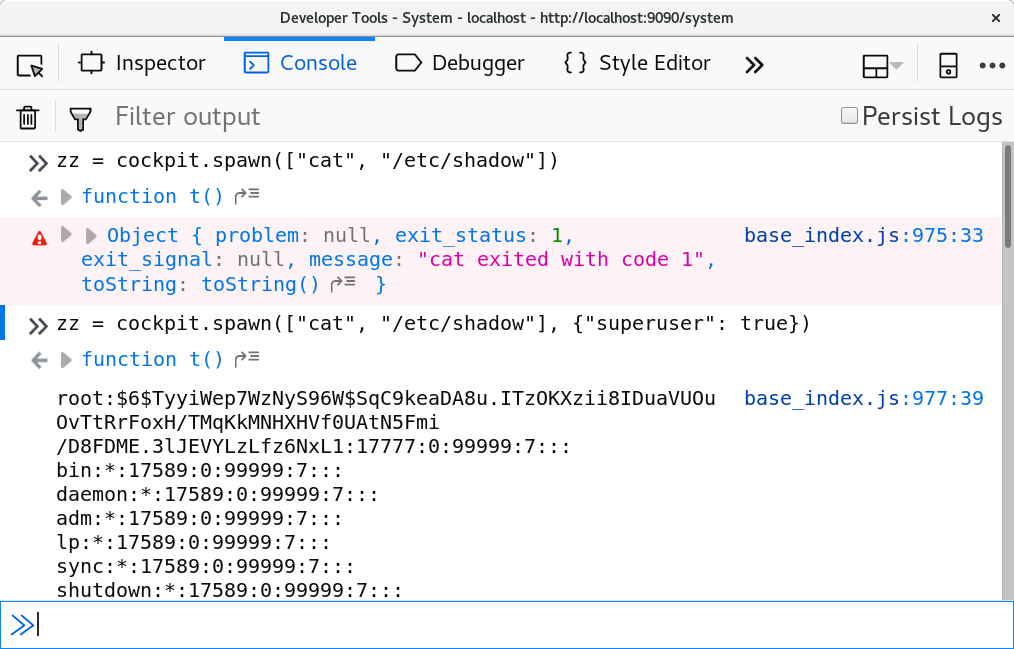 Developer Tools - System - localhost - http://localhost:9090/system
Inspector Console Debugger {} Style Editor
Filter output Persist Logs
zz = cockpit.spawn(["cat", "/etc/shadow"])
function t()
Object { problem: null, exit_status: 1, base_index.js:975:33
exit_signal: null, message: "cat exited with code 1",
toString: toString() }
zz = cockpit.spawn(["cat", "/etc/shadow"], {"superuser": true})
function t()
root:$6$TyyiWep7WzNyS96W$SqC9keaDA8u.ITzOKXzii8IDuaVUOu base_index.js:977:39
OvTtRrFoxH/TMqKkMNHXHVf0UAtN5Fmi
/D8FDME.3lJEVYLzLfz6NxL1:17777:0:99999:7:::
bin:*:17589:0:99999:7:::
daemon:*:17589:0:99999:7:::
adm:*:17589:0:99999:7:::
lp:*:17589:0:99999:7:::
sync:*:17589:0:99999:7:::
shutdown:*:17589:0:99999:7:::